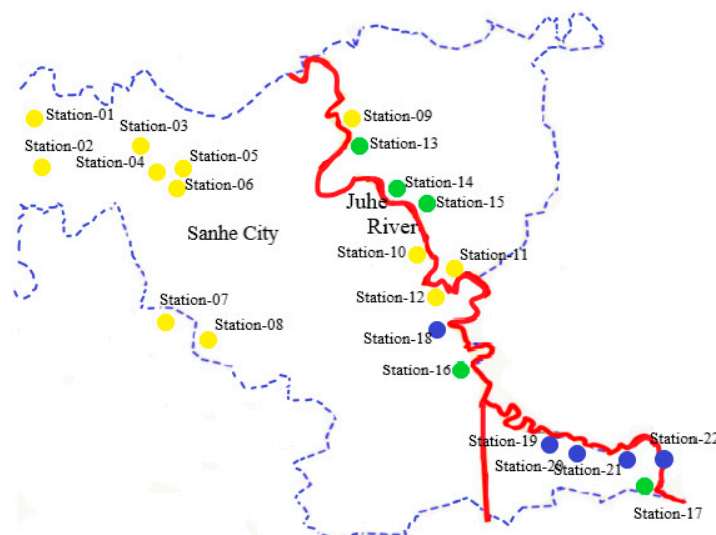 Station-01
Station-09
Station-03
Station-13
Station-02
Station-05
Station-04
Station-06
Station-14
Juhe
Station-15
River
Sanhe City
Station-10
Station-11
Station-12
Station-07
Station-08
Station-18
Station-16
Station-19
Station-22
Station-20
Station-21
Station-17